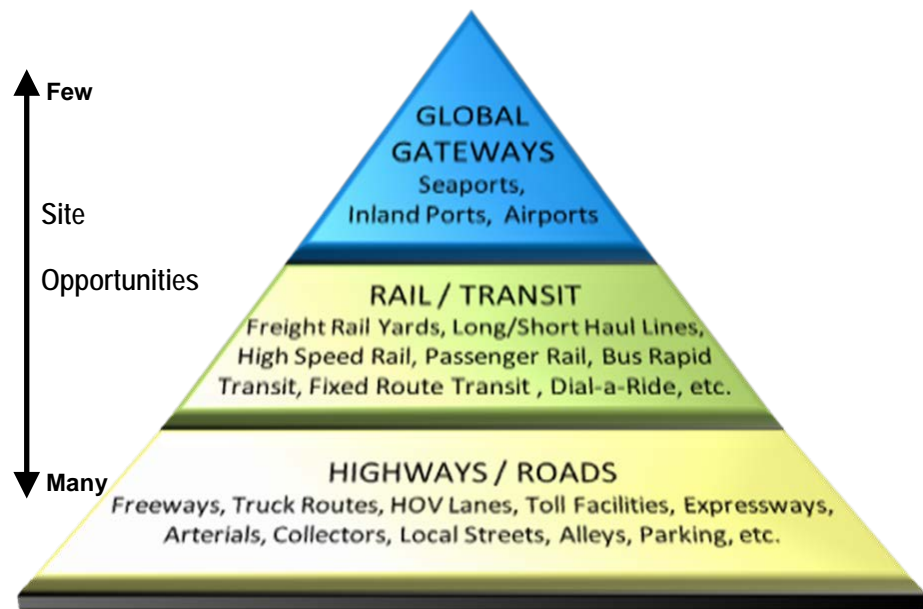 Few
Site
Opportunities
Many
GLOBAL
GATEWAYS
Seaports,
Inland Ports, Airports
RAIL / TRANSIT
Freight Rail Yards, Long/Short Haul Lines,
High Speed Rail, Passenger Rail, Bus Rapid
Transit, Fixed Route Transit , Dial-a-Ride, etc.
HIGHWAYS / ROADS
Freeways, Truck Routes, HOV Lanes, Toll Facilities, Expressways,
Arterials, Collectors, Local Streets, Alleys, Parking, etc.